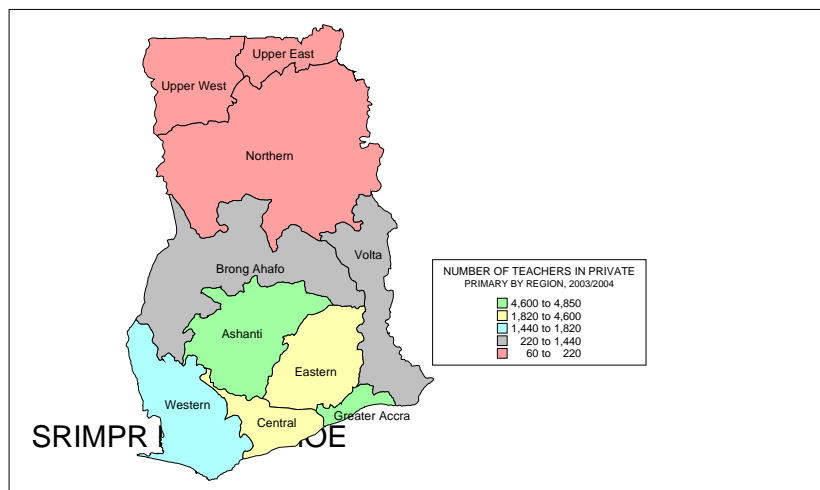 Upper East
Upper West
Northern
Volta
Brong Ahafo
NUMBER OF TEACHERS IN PRIVATE
PRIMARY BY REGION, 2003/2004
4,600 to 4,850
1,820 to 4,600
1,440 to 1,820
220 to 1,440
60 to 220
Ashanti
Eastern
Western
Greater Accra
Central
SRIMPR